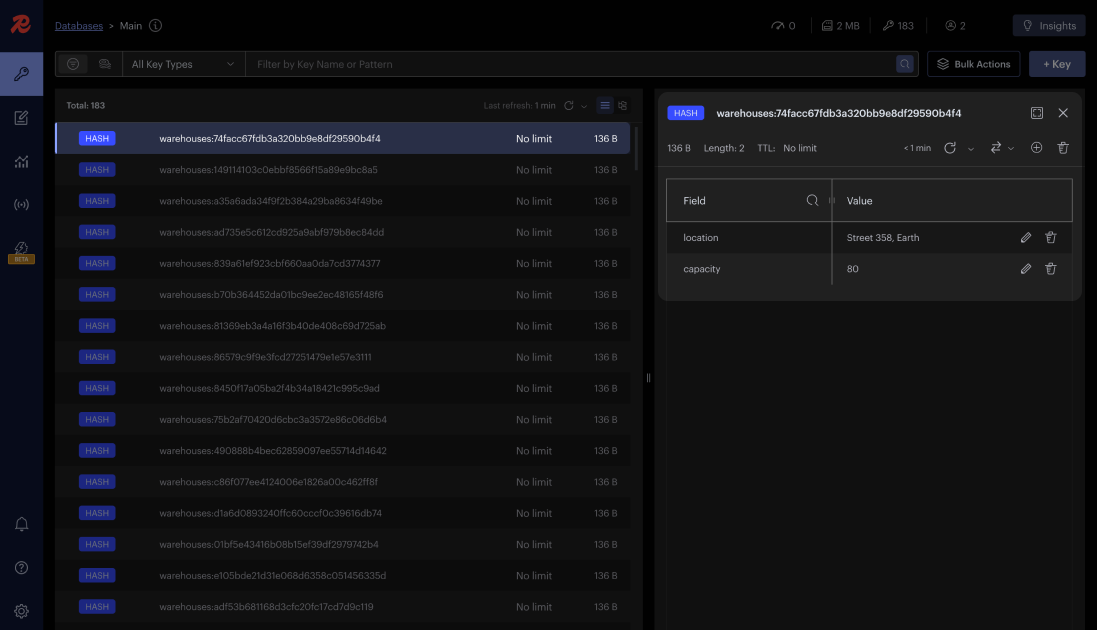 Databases > Main
0
2 MB
183
2
Insights
All Key Types
Filter by Key Name or Pattern
Bulk Actions
+ Key
BETA
Total: 183
Last refresh: 1 min
HASH warehouses:74facc67fdb3a320bb9e8df29590b4f4 No limit 136 B
HASH warehouses:149114103c0ebbf8566f15a89e9bc8a5 No limit 136 B
HASH warehouses:a35a6ada34f9f2b384a29ba8634f49be No limit 136 B
HASH warehouses:ad735e5c612cd925a9abf979b8ec84dd No limit 136 B
HASH warehouses:839a61ef923cbf660aa0da7cd3774377 No limit 136 B
HASH warehouses:b70b364452da01bc9ee2ec48165f48f6 No limit 136 B
HASH warehouses:81369eb3a4a16f3b40de408c69d725ab No limit 136 B
HASH warehouses:86579c9f9e3fcd27251479e1e57e3111 No limit 136 B
HASH warehouses:8450f17a05ba2f4b34a18421c995c9ad No limit 136 B
HASH warehouses:75b2af70420d6cbc3a3572e86c06d6b4 No limit 136 B
HASH warehouses:490888b4bec62859097ee55714d14642 No limit 136 B
HASH warehouses:c86f077ee4124006e1826a00c462ff8f No limit 136 B
HASH warehouses:d1a6d0893240ffc60cccf0c39616db74 No limit 136 B
HASH warehouses:01bf5e43416b08b15ef39df2979742b4 No limit 136 B
HASH warehouses:e105bde21d31e068d6358c051456335d No limit 136 B
HASH warehouses:adf53b681168d3cfc20fc17cd7d9c119 No limit 136 B
HASH warehouses:74facc67fdb3a320bb9e8df29590b4f4
136 B Length: 2 TTL: No limit < 1 min
Field Value
location Street 358, Earth
capacity 80